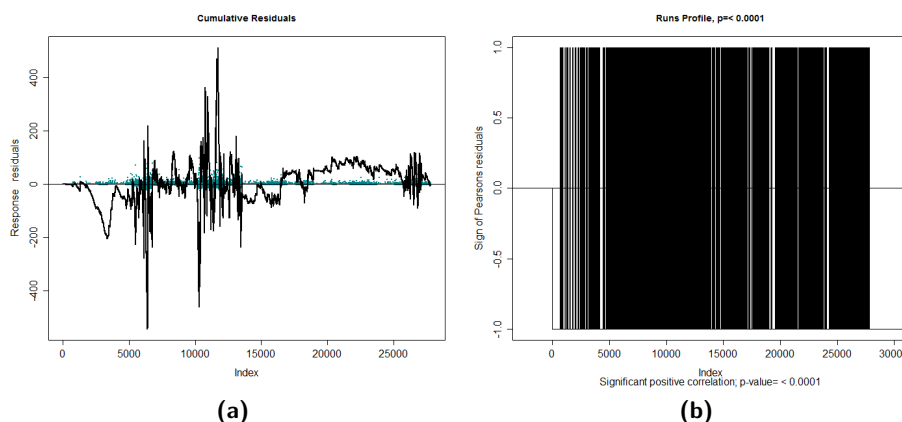 Cumulative Residuals
Response residuals
400
200
0
-200
-400
0 5000 10000 15000 20000 25000
Index
(a)
Runs Profile, p=< 0.0001
Sign of Pearsons residuals
1.0
0.5
0.0
-0.5
-1.0
0 5000 10000 15000 20000 25000 3000
Index
Significant positive correlation; p-value= < 0.0001
(b)